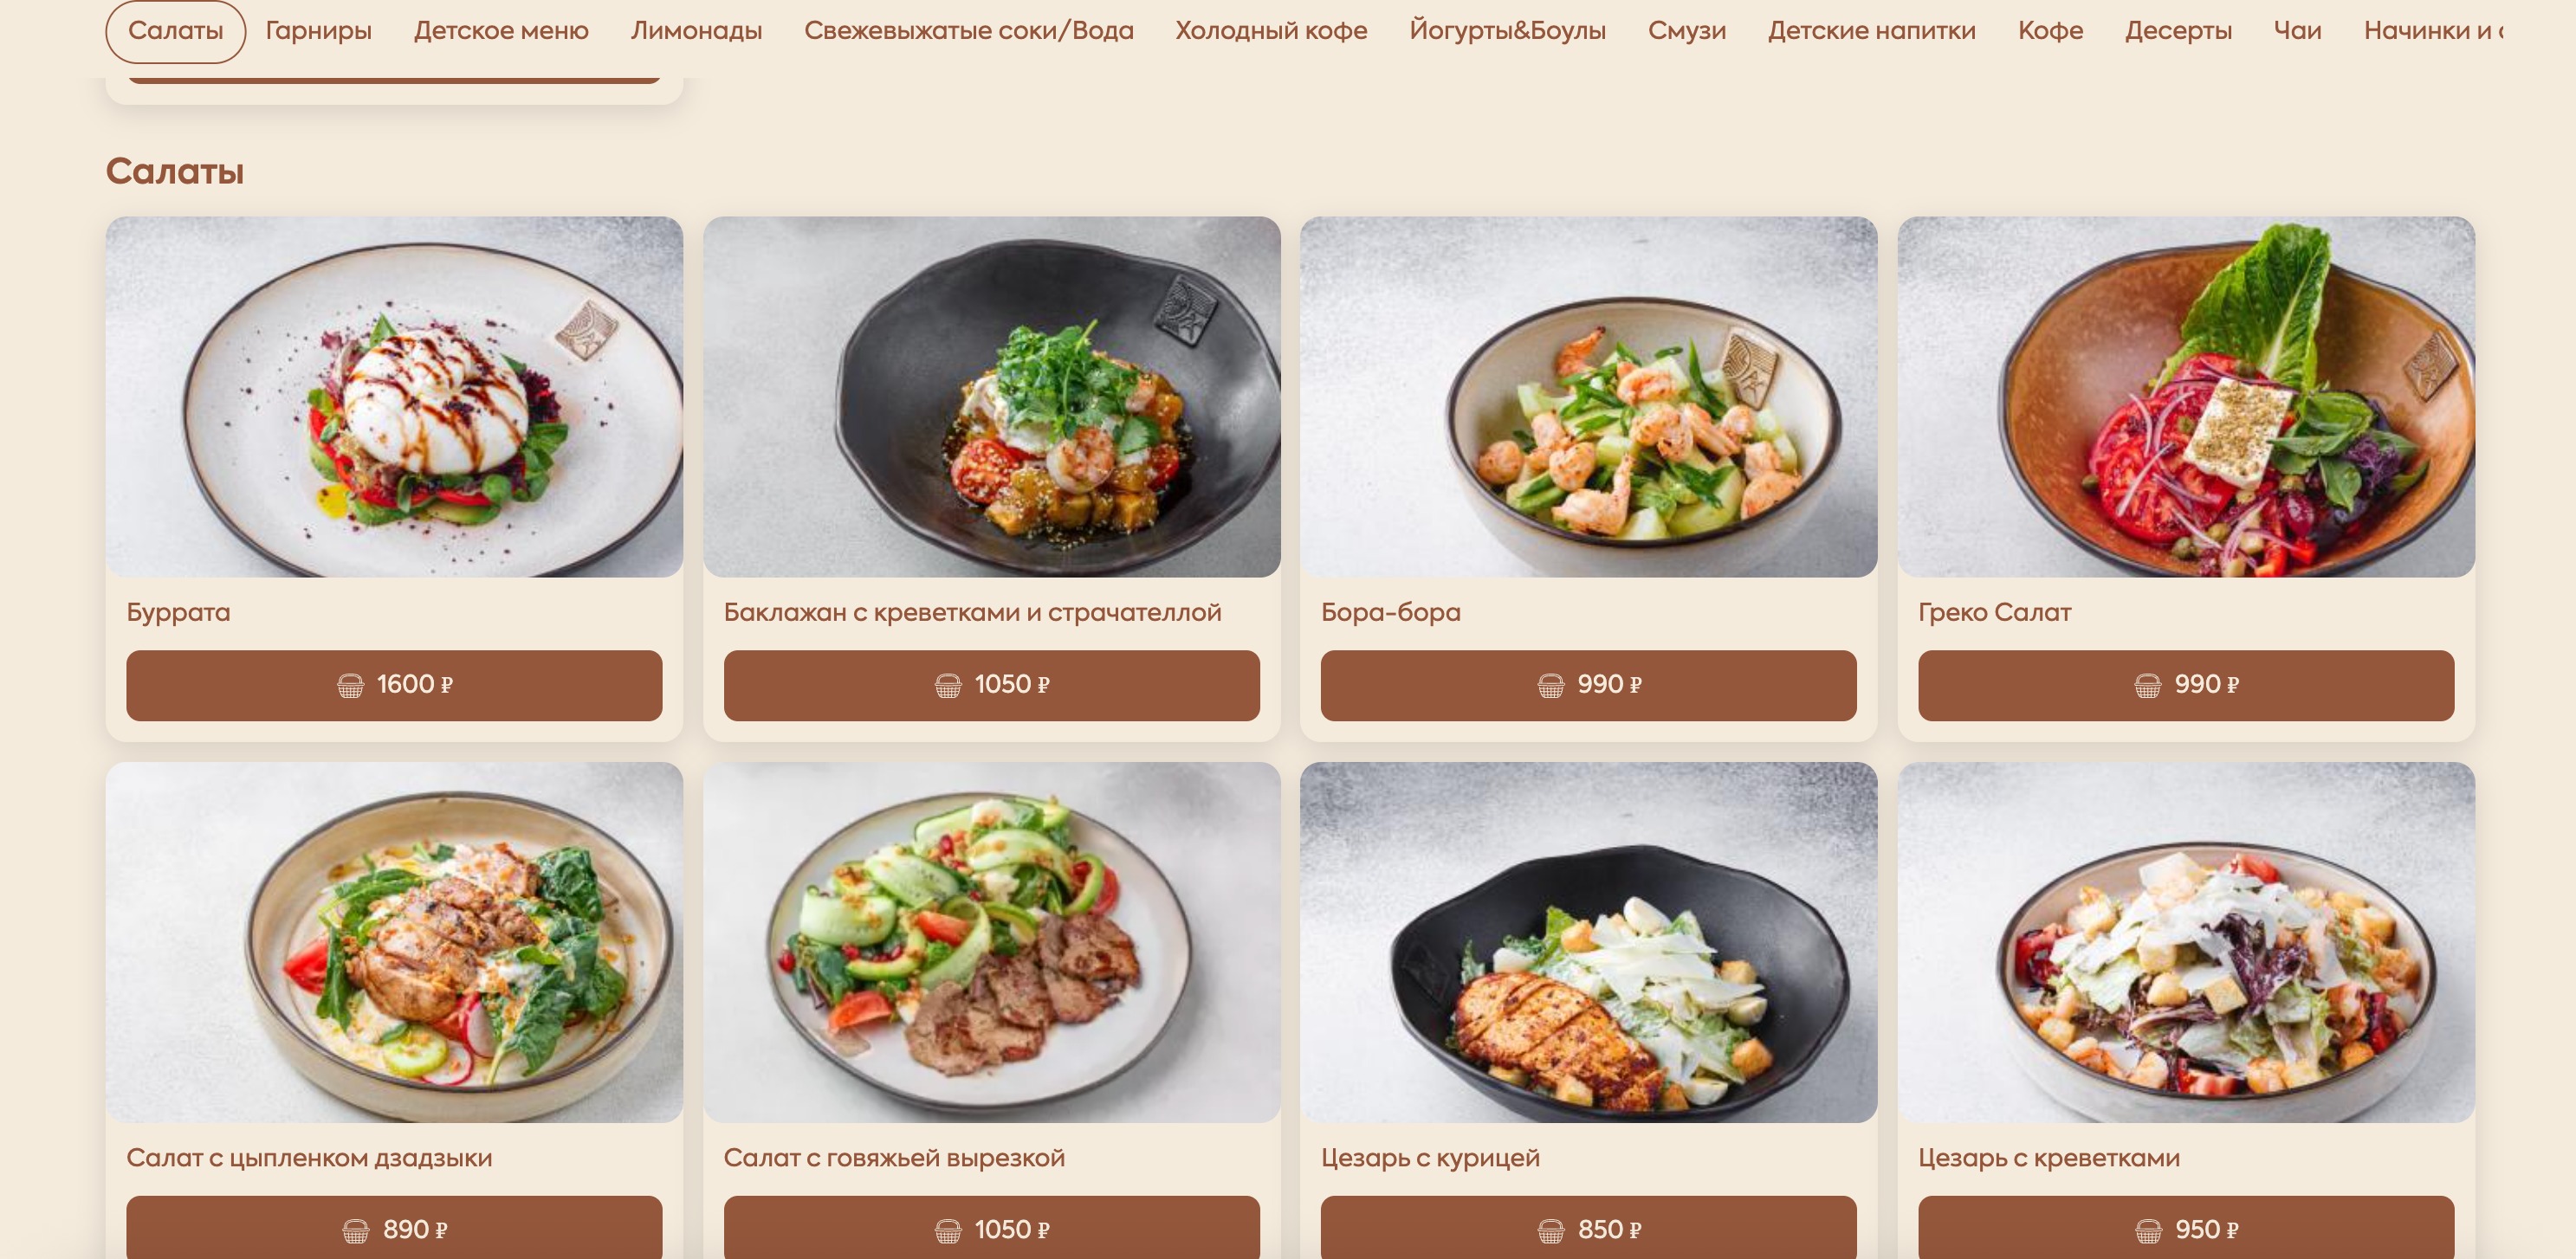 Салаты Гарниры Детское меню Лимонады Свежевыжатые соки/Вода Холодный кофе Йогурты&Боулы Смузи Детские напитки Кофе Десерты Чаи Начинки и
Салаты
Буррата
1600 ₽
Баклажан с креветками и страчателлой
1050 ₽
Бора-бора
990 ₽
Греко Салат
990 ₽
Салат с цыпленком дзадзыки
890 ₽
Салат с говяжьей вырезкой
1050 ₽
Цезарь с курицей
850 ₽
Цезарь с креветками
950 ₽